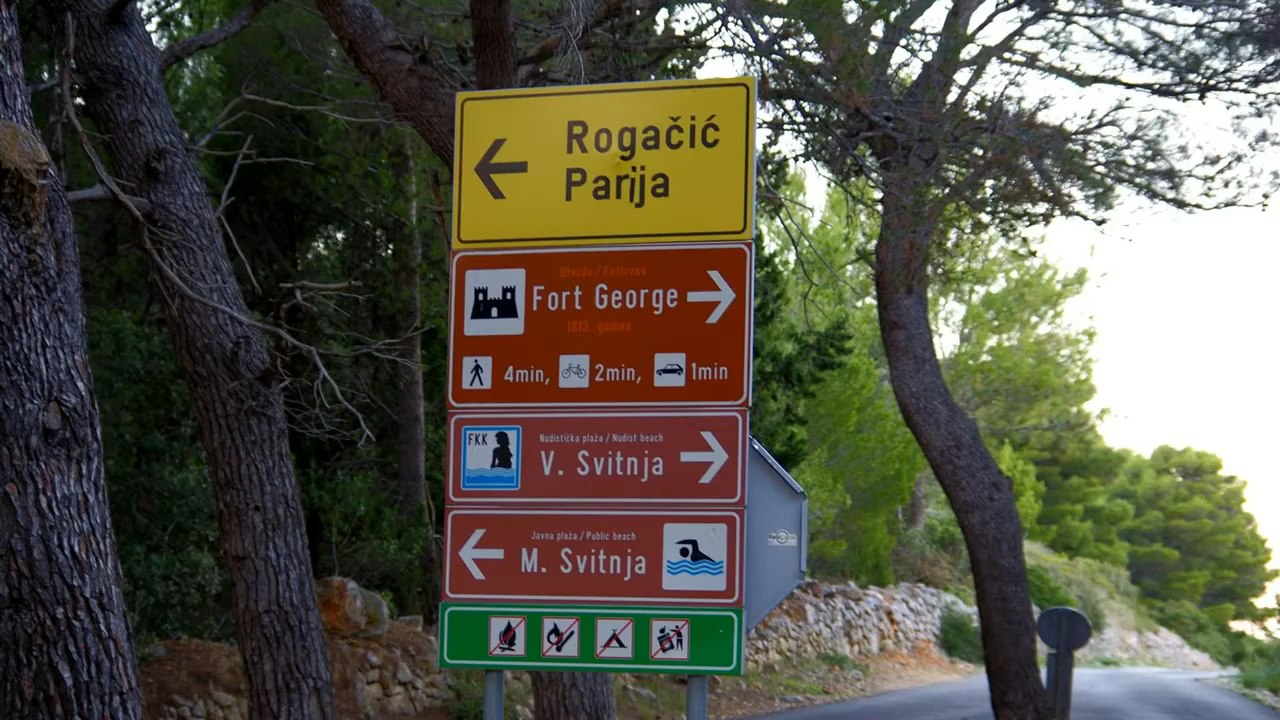 Rogačić
Parija
Utvrda / Fortress
Fort George
1813. godina
4min, 2min, 1min
FKK
Nudistička plaža / Nudist beach
V. Svitnja
Javna plaža / Public beach
M. Svitnja